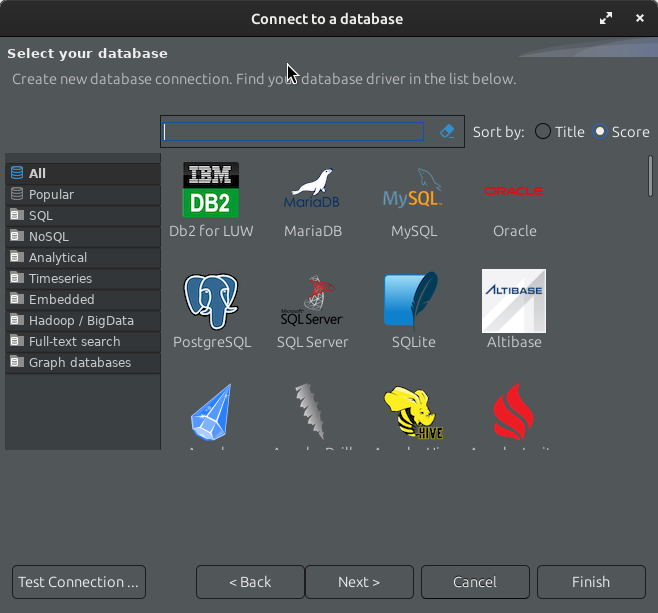 Connect to a database
Select your database
Create new database connection. Find your database driver in the list below.
Sort by: Title Score
All
Popular
SQL
NoSQL
Analytical
Timeseries
Embedded
Hadoop / BigData
Full-text search
Graph databases
IBM
DB2
MariaDB
MySQL
ORACLE
Db2 for LUW MariaDB MySQL Oracle
Microsoft
SQL Server
ALTIBASE
PostgreSQL SQL Server SQLite Altibase
HIVE
Test Connection ... < Back Next > Cancel Finish